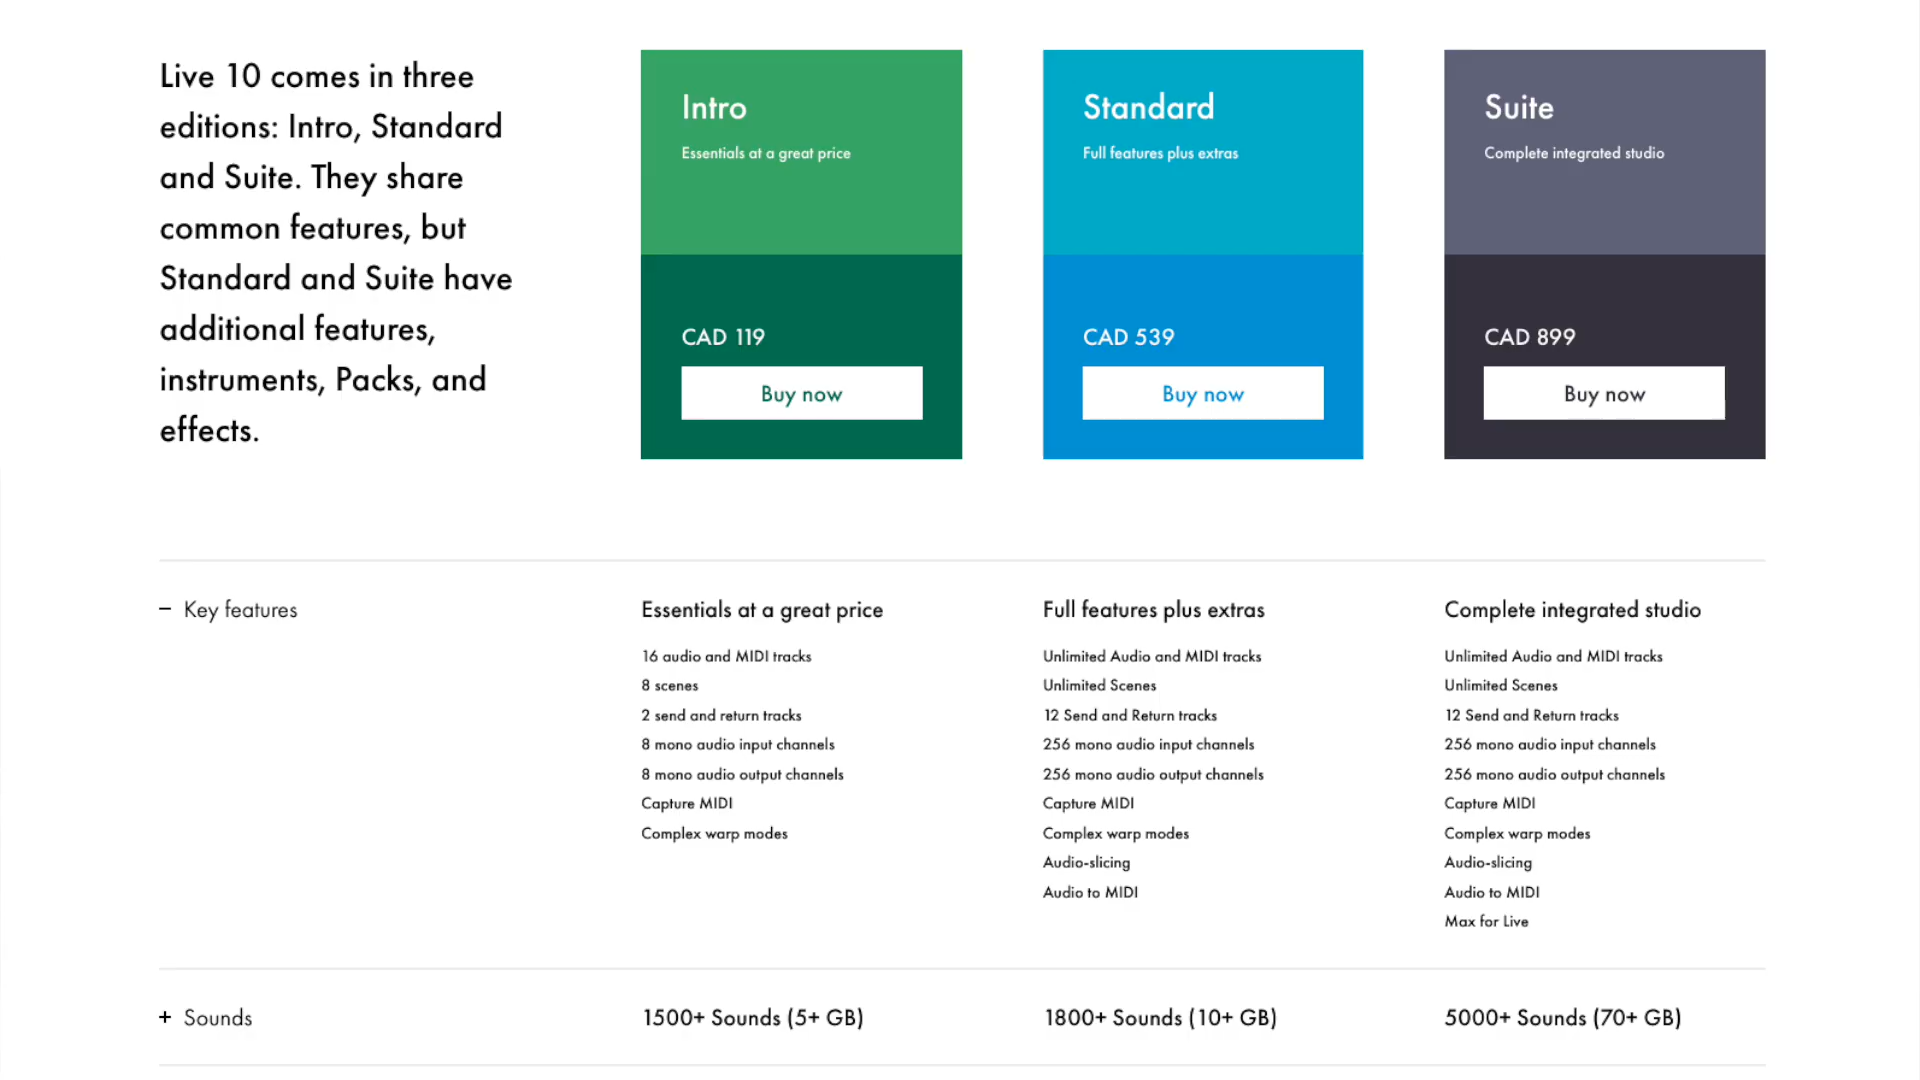 Live 10 comes in three
editions: Intro, Standard
and Suite. They share
common features, but
Standard and Suite have
additional features,
instruments, Packs, and
effects.
Intro
Essentials at a great price
CAD 119
Buy now
Standard
Full features plus extras
CAD 539
Buy now
Suite
Complete integrated studio
CAD 899
Buy now
– Key features
Essentials at a great price
16 audio and MIDI tracks
8 scenes
2 send and return tracks
8 mono audio input channels
8 mono audio output channels
Capture MIDI
Complex warp modes
Full features plus extras
Unlimited Audio and MIDI tracks
Unlimited Scenes
12 Send and Return tracks
256 mono audio input channels
256 mono audio output channels
Capture MIDI
Complex warp modes
Audio-slicing
Audio to MIDI
Complete integrated studio
Unlimited Audio and MIDI tracks
Unlimited Scenes
12 Send and Return tracks
256 mono audio input channels
256 mono audio output channels
Capture MIDI
Complex warp modes
Audio-slicing
Audio to MIDI
Max for Live
+ Sounds
1500+ Sounds (5+ GB)
1800+ Sounds (10+ GB)
5000+ Sounds (70+ GB)